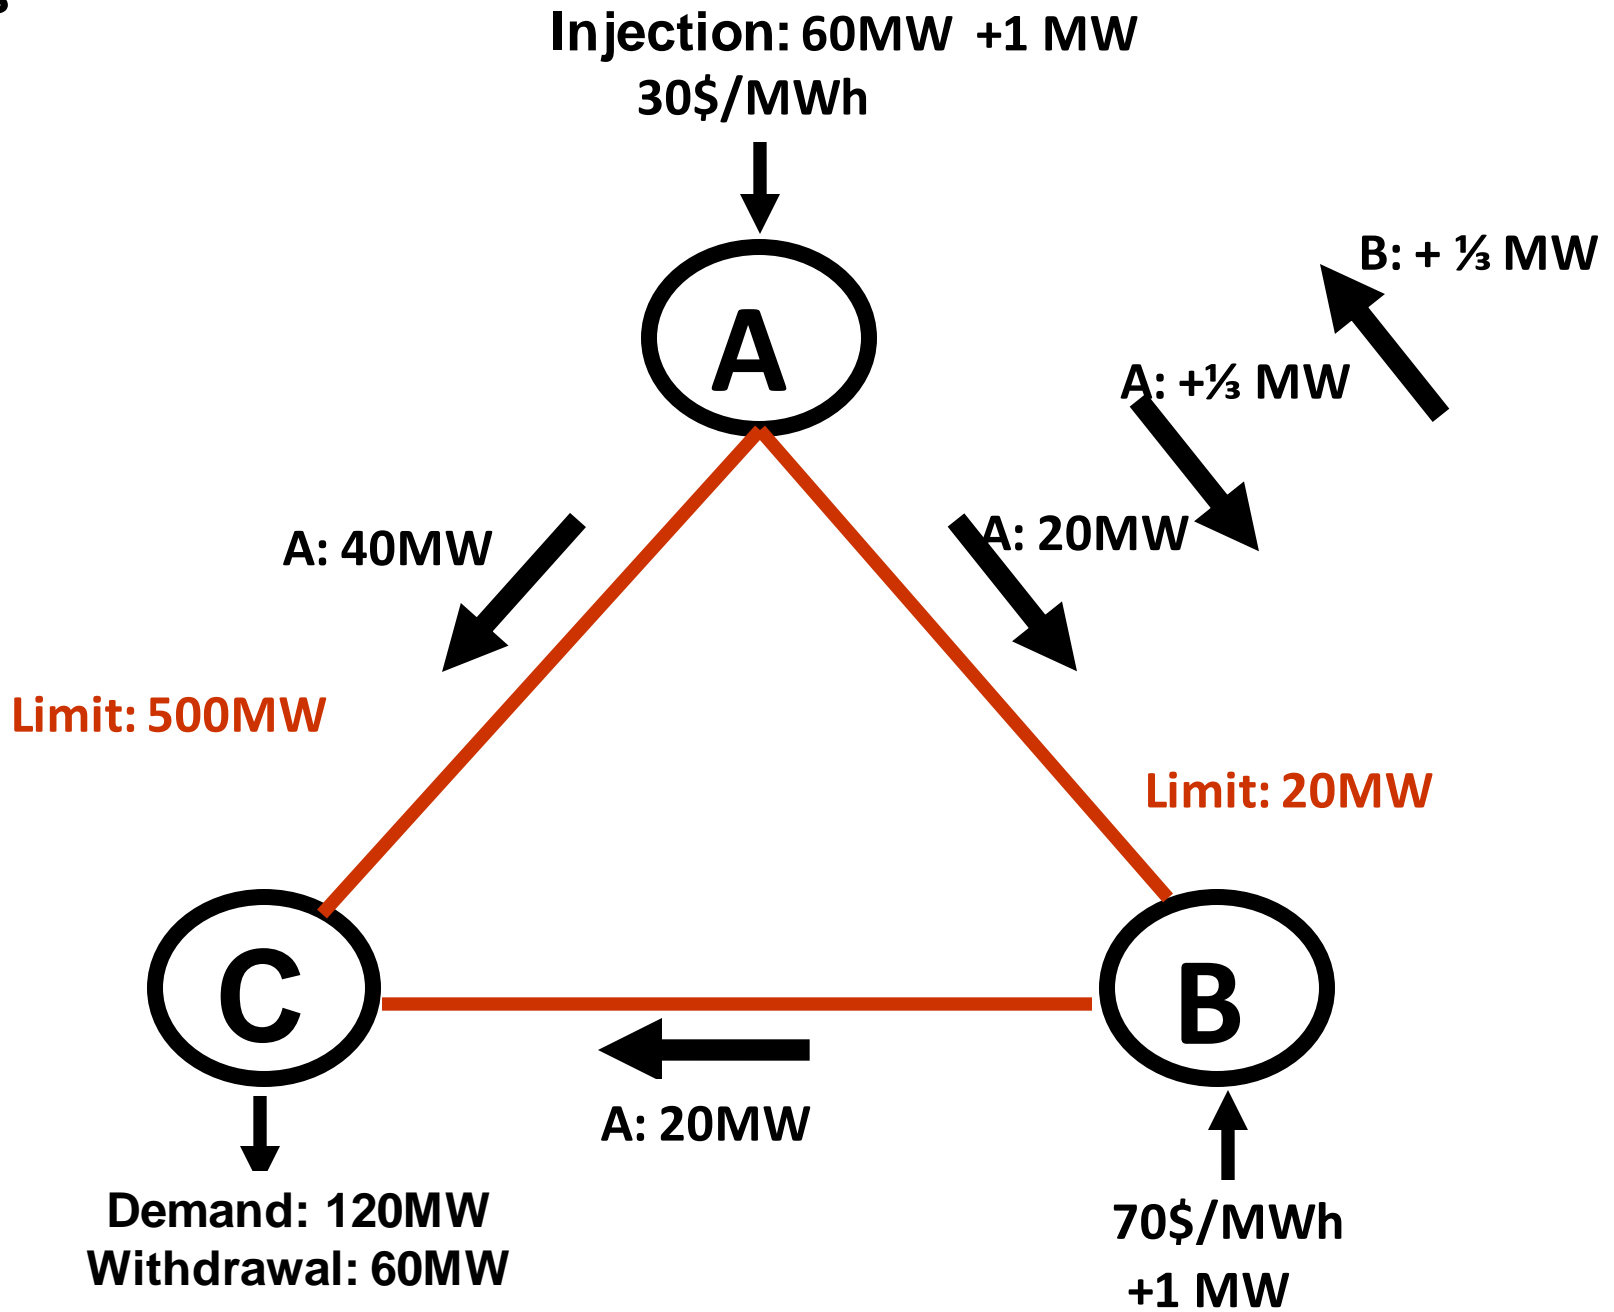 Injection: 60MW +1 MW
30$/MWh
B: + ⅓ MW
A
A: +⅓ MW
A: 40MW
A: 20MW
Limit: 500MW
Limit: 20MW
C
B
A: 20MW
Demand: 120MW
Withdrawal: 60MW
70$/MWh
+1 MW